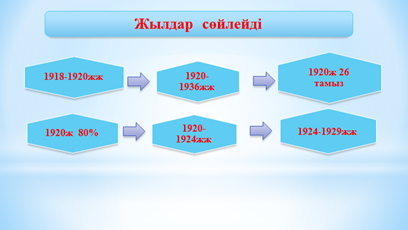 Жылдар сөйлейді
1918-1920жж
1920-
1936жж
1920ж 26
тамыз
1920ж 80%
1920-
1924жж
1924-1929жж